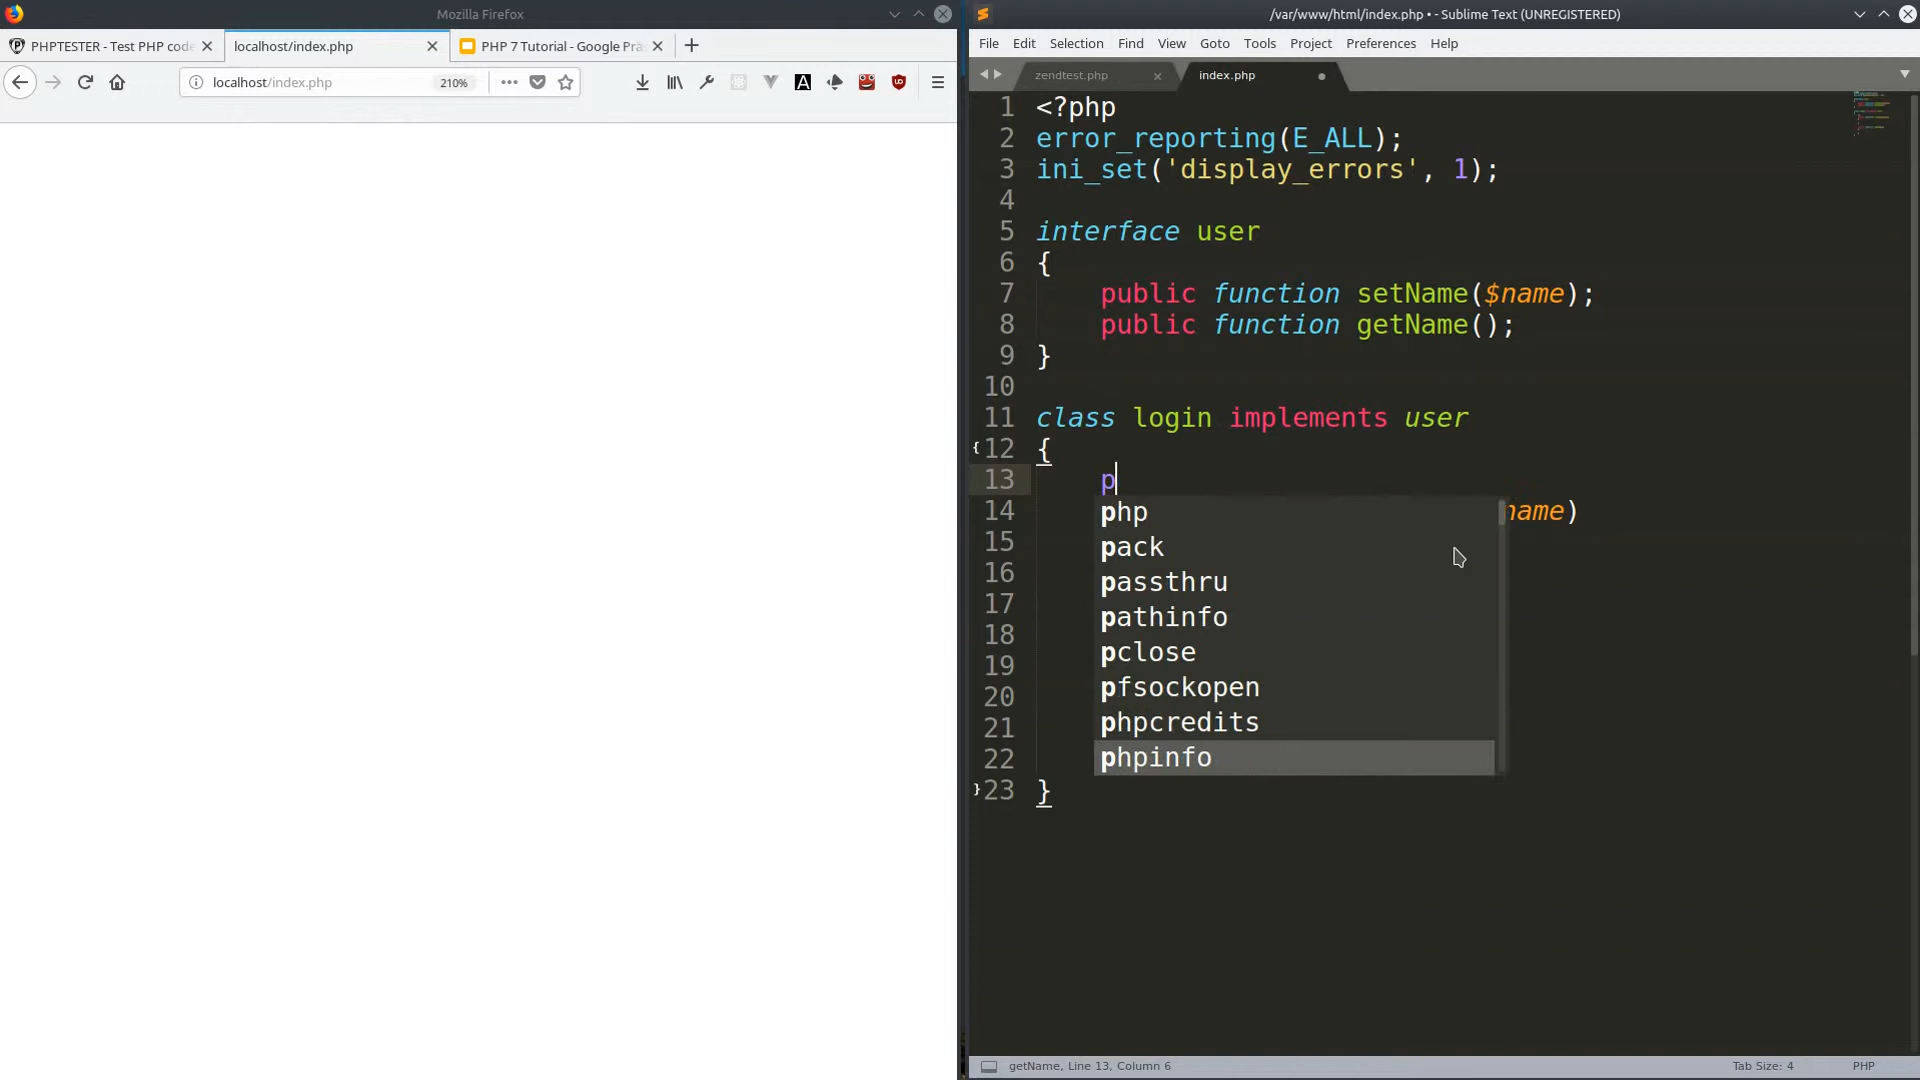 Mozilla Firefox
PHPTESTER - Test PHP code
localhost/index.php
PHP 7 Tutorial - Google Prä
localhost/index.php
210%
/var/www/html/index.php • - Sublime Text (UNREGISTERED)
File Edit Selection Find View Goto Tools Project Preferences Help
zendtest.php
index.php
1 <?php
2 error_reporting(E_ALL);
3 ini_set('display_errors', 1);
4
5 interface user
6 {
7 public function setName($name);
8 public function getName();
9 }
10
11 class login implements user
12 {
13 p
14 name)
15
16
17
18
19
20
21
22
23 }
php
pack
passthru
pathinfo
pclose
pfsockopen
phpcredits
phpinfo
getName, Line 13, Column 6
Tab Size: 4
PHP